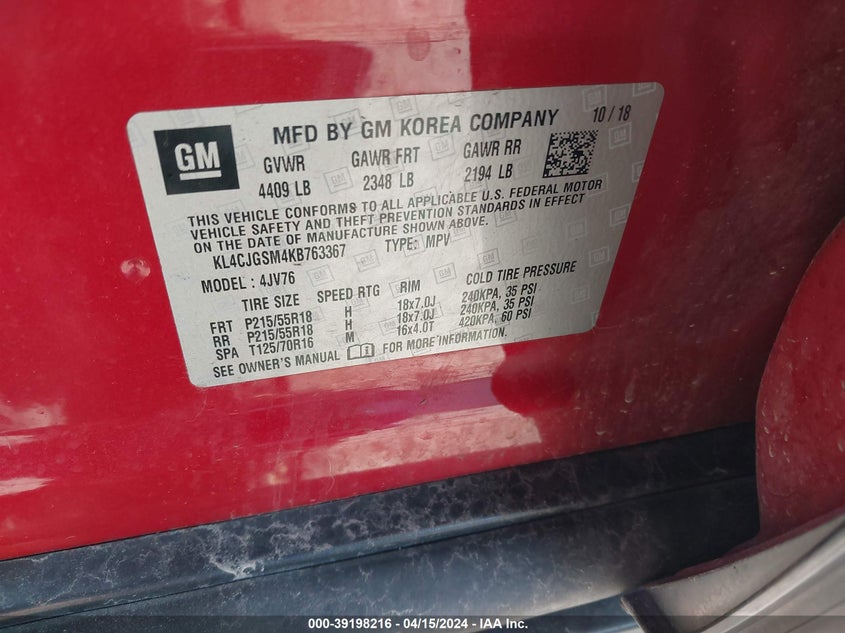 GM
MFD BY GM KOREA COMPANY 10 / 18
GVWR GAWR FRT GAWR RR
4409 LB 2348 LB 2194 LB
THIS VEHICLE CONFORMS TO ALL APPLICABLE U.S. FEDERAL MOTOR
VEHICLE SAFETY AND THEFT PREVENTION STANDARDS IN EFFECT
ON THE DATE OF MANUFACTURE SHOWN ABOVE.
KL4CJGSM4KB763367 TYPE: MPV
MODEL : 4JV76
TIRE SIZE SPEED RTG RIM COLD TIRE PRESSURE
FRT P215/55R18 H 18x7.0J 240KPA, 35 PSI
RR P215/55R18 H 18x7.0J 240KPA, 35 PSI
SPA T125/70R16 M 16x4.0T 420KPA, 60 PSI
SEE OWNER'S MANUAL FOR MORE INFORMATION.
000-39198216 - 04/15/2024 - IAA Inc.